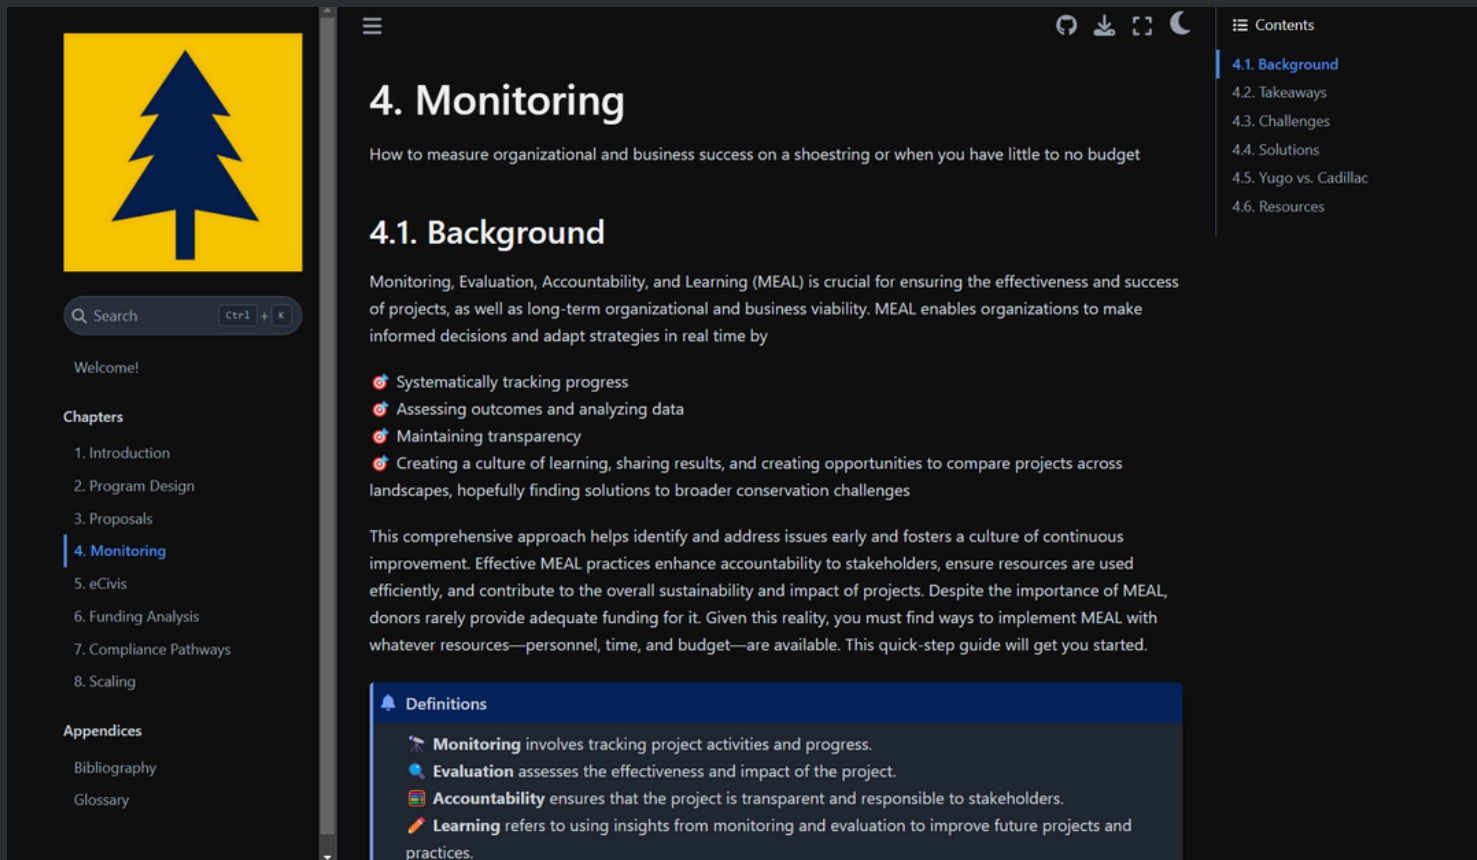 Search
Ctrl + K
Welcome!
Chapters
1. Introduction
2. Program Design
3. Proposals
4. Monitoring
5. eCivis
6. Funding Analysis
7. Compliance Pathways
8. Scaling
Appendices
Bibliography
Glossary
4. Monitoring
How to measure organizational and business success on a shoestring or when you have little to no budget
4.1. Background
Monitoring, Evaluation, Accountability, and Learning (MEAL) is crucial for ensuring the effectiveness and success
of projects, as well as long-term organizational and business viability. MEAL enables organizations to make
informed decisions and adapt strategies in real time by
🎯 Systematically tracking progress
🎯 Assessing outcomes and analyzing data
🎯 Maintaining transparency
🎯 Creating a culture of learning, sharing results, and creating opportunities to compare projects across
landscapes, hopefully finding solutions to broader conservation challenges
This comprehensive approach helps identify and address issues early and fosters a culture of continuous
improvement. Effective MEAL practices enhance accountability to stakeholders, ensure resources are used
efficiently, and contribute to the overall sustainability and impact of projects. Despite the importance of MEAL,
donors rarely provide adequate funding for it. Given this reality, you must find ways to implement MEAL with
whatever resources—personnel, time, and budget—are available. This quick-step guide will get you started.
Definitions
🔭 Monitoring involves tracking project activities and progress.
🔍 Evaluation assesses the effectiveness and impact of the project.
🧮 Accountability ensures that the project is transparent and responsible to stakeholders.
✏️ Learning refers to using insights from monitoring and evaluation to improve future projects and
practices.
Contents
4.1. Background
4.2. Takeaways
4.3. Challenges
4.4. Solutions
4.5. Yugo vs. Cadillac
4.6. Resources